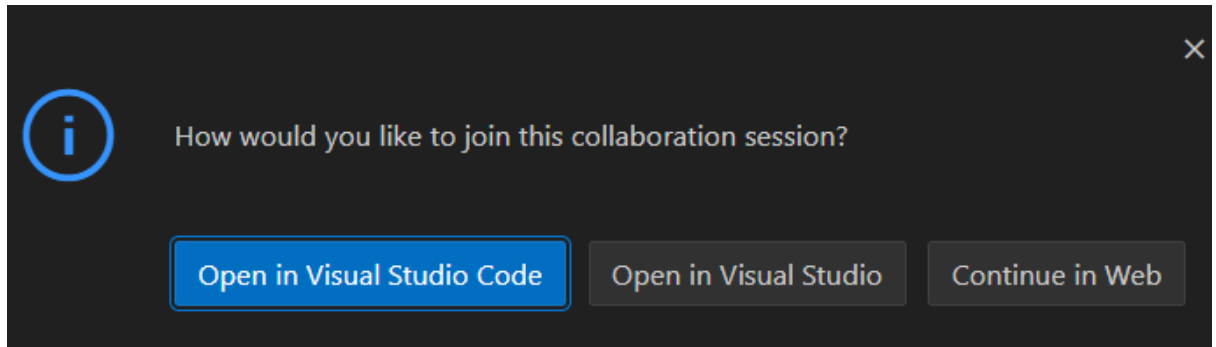 How would you like to join this collaboration session?
Open in Visual Studio Code
Open in Visual Studio
Continue in Web